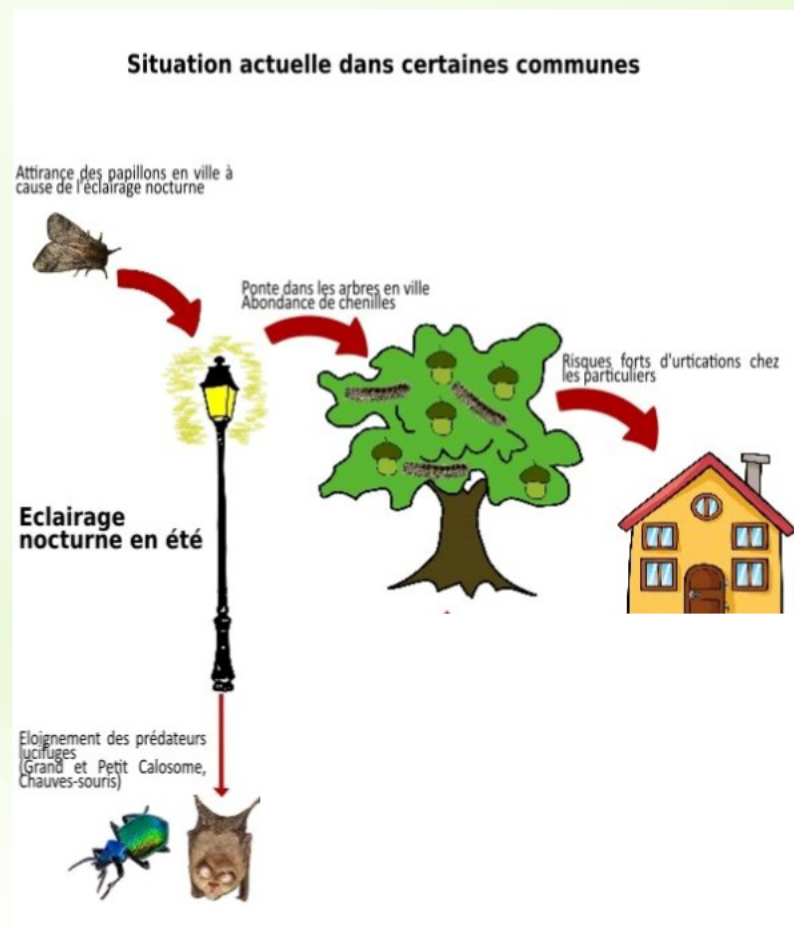 Situation actuelle dans certaines communes
Attirance des papillons en ville à
cause de l'éclairage nocturne
Ponte dans les arbres en ville
Abondance de chenilles
Risques forts d'urtications chez
les particuliers
Eclairage
nocturne en été
Eloignement des prédateurs
lucifuges
(Grand et Petit Calosome,
Chauves-souris)